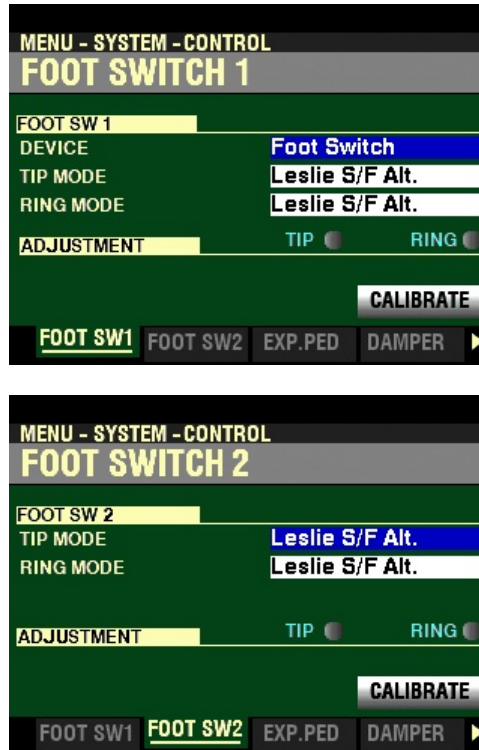 MENU - SYSTEM - CONTROL
FOOT SWITCH 1
FOOT SW 1
DEVICE Foot Switch
TIP MODE Leslie S/F Alt.
RING MODE Leslie S/F Alt.
ADJUSTMENT TIP RING
CALIBRATE
FOOT SW1 FOOT SW2 EXP.PED DAMPER
MENU - SYSTEM - CONTROL
FOOT SWITCH 2
FOOT SW 2
TIP MODE Leslie S/F Alt.
RING MODE Leslie S/F Alt.
ADJUSTMENT TIP RING
CALIBRATE
FOOT SW1 FOOT SW2 EXP.PED DAMPER